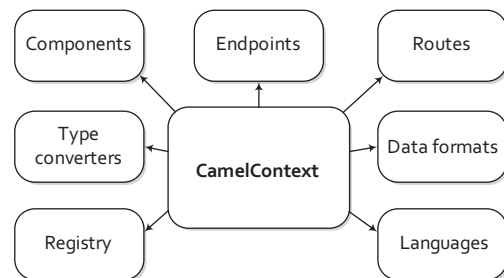 Components
Endpoints
Routes
Type
converters
CamelContext
Data formats
Registry
Languages